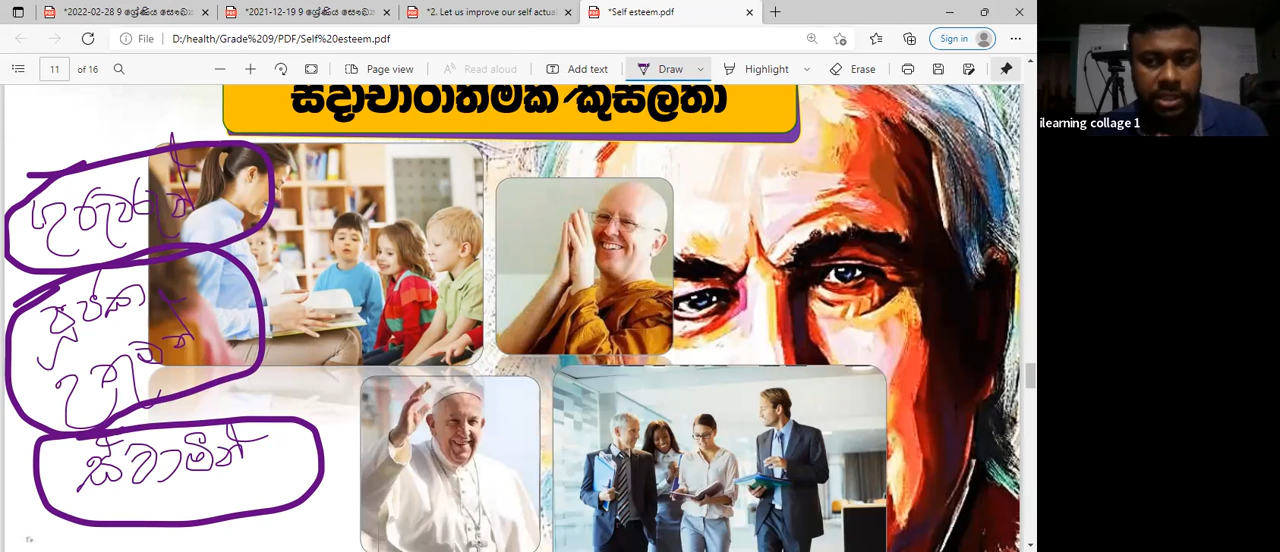 *2022-02-28 9 ශ්‍රේණිය සෞඛ්‍ය
*2021-12-19 9 ශ්‍රේණිය සෞඛ්‍ය
*2. Let us improve our self actual
*Self esteem.pdf
File D:/health/Grade%209/PDF/Self%20esteem.pdf
Sign in
11 of 16
Page view
Read aloud
Add text
Draw
Highlight
Erase
සදාචාරාත්මක කුසලතා
ilearning collage 1
ගුරුවරුන්
පූජ්‍ය
ස්වාමීන්